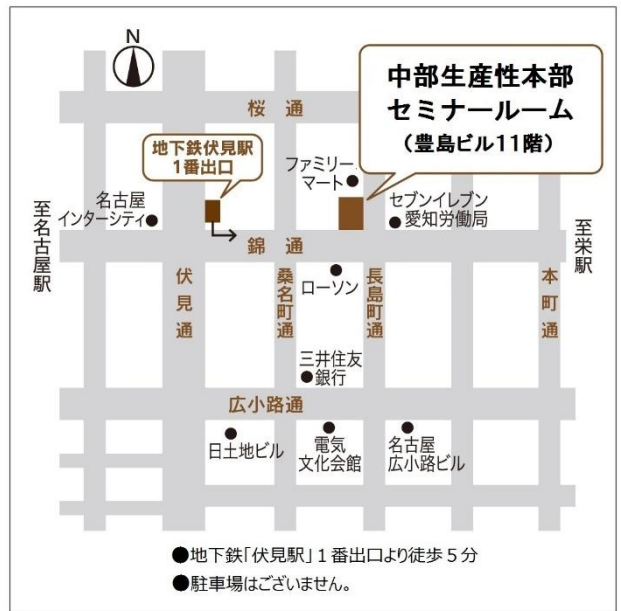 N
中部生産性本部
セミナールーム
（豊島ビル11階）
桜通
地下鉄伏見駅
1番出口
ファミリー
マート
名古屋
インターシティ
セブンイレブン
愛知労働局
至名古屋駅
至栄駅
錦通
伏見通
桑名町通
ローソン
長島町通
本町通
三井住友
銀行
広小路通
日土地ビル
電気
文化会館
名古屋
広小路ビル
●地下鉄「伏見駅」１番出口より徒歩５分
●駐車場はございません。